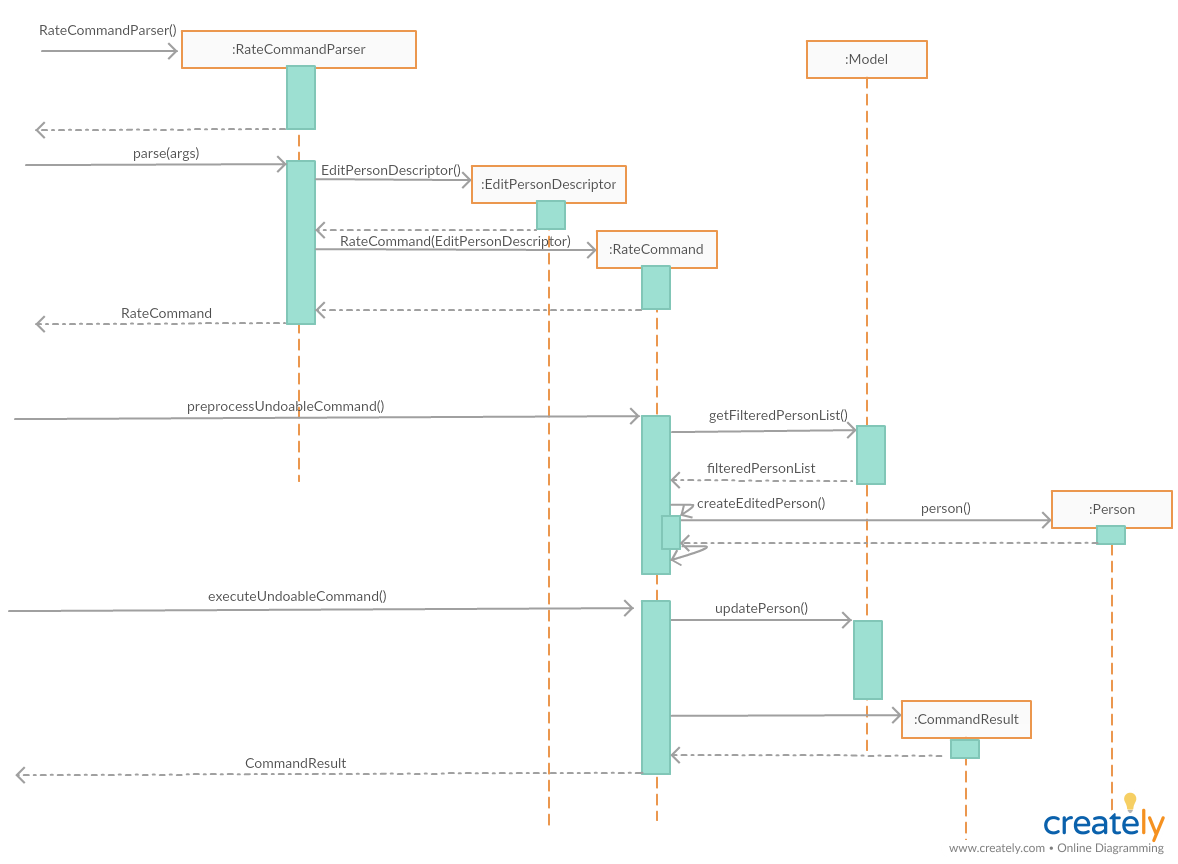 RateCommandParser()
:RateCommandParser
:Model
parse(args)
EditPersonDescriptor()
:EditPersonDescriptor
RateCommand(EditPersonDescriptor)
:RateCommand
RateCommand
preprocessUndoableCommand()
getFilteredPersonList()
filteredPersonList
createEditedPerson()
person()
:Person
executeUndoableCommand()
updatePerson()
:CommandResult
CommandResult
creately
www.creately.com • Online Diagramming